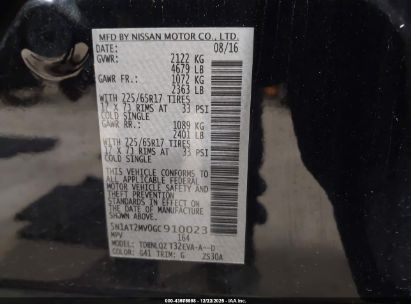 MFD BY NISSAN MOTOR CO., LTD.
DATE: 08/16
GVWR: 2122 KG
4679 LB
GAWR FR: 1072 KG
2363 LB
WITH 225/65R17 TIRES
17 X 7J RIMS AT 33 PSI
COLD SINGLE
GAWR RR: 1089 KG
2401 LB
WITH 225/65R17 TIRES
17 X 7J RIMS AT 33 PSI
COLD SINGLE
THIS VEHICLE CONFORMS TO
ALL APPLICABLE FEDERAL
MOTOR VEHICLE SAFETY AND
THEFT PREVENTION
STANDARDS IN EFFECT ON
THE DATE OF MANUFACTURE
SHOWN ABOVE.
5N1AT2MV0GC910023
MPV 164
MODEL:
COLOR: G41 TRIM: G 2530A